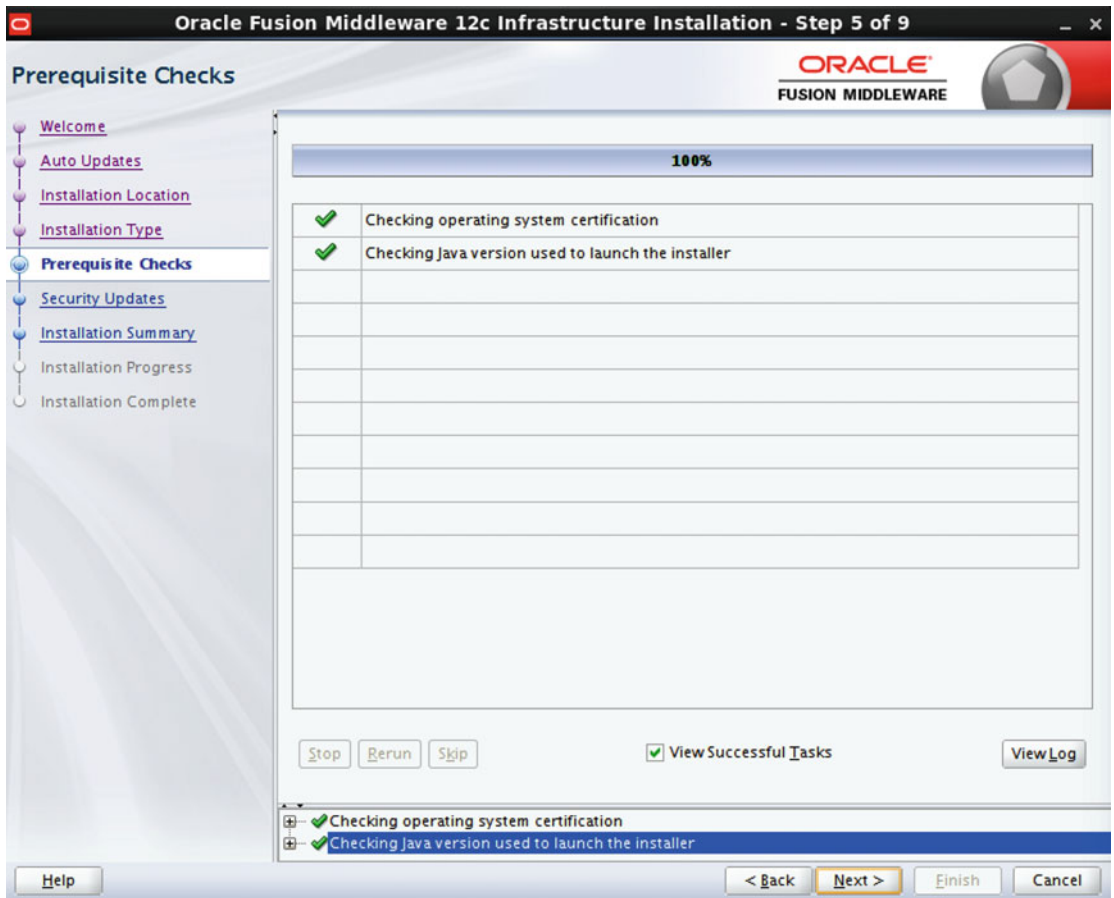 Oracle Fusion Middleware 12c Infrastructure Installation - Step 5 of 9
Prerequisite Checks
ORACLE
FUSION MIDDLEWARE
Welcome
Auto Updates
Installation Location
Installation Type
Prerequisite Checks
Security Updates
Installation Summary
Installation Progress
Installation Complete
100%
Checking operating system certification
Checking Java version used to launch the installer
Stop Rerun Skip View Successful Tasks View Log
Checking operating system certification
Checking Java version used to launch the installer
Help < Back Next > Finish Cancel